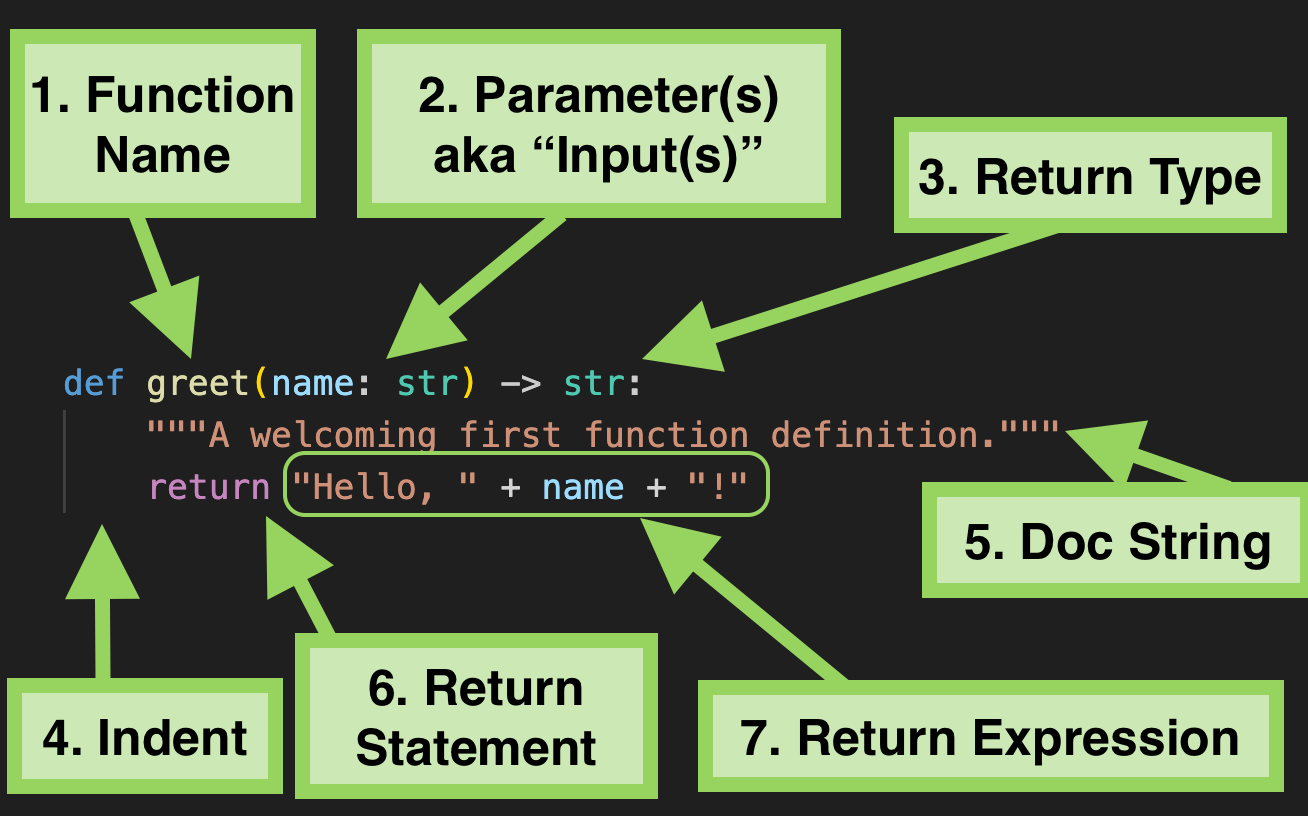 1. Function
Name
2. Parameter(s)
aka “Input(s)”
3. Return Type
def greet(name: str) -> str:
"""A welcoming first function definition."""
return "Hello, " + name + "!"
5. Doc String
4. Indent
6. Return
Statement
7. Return Expression